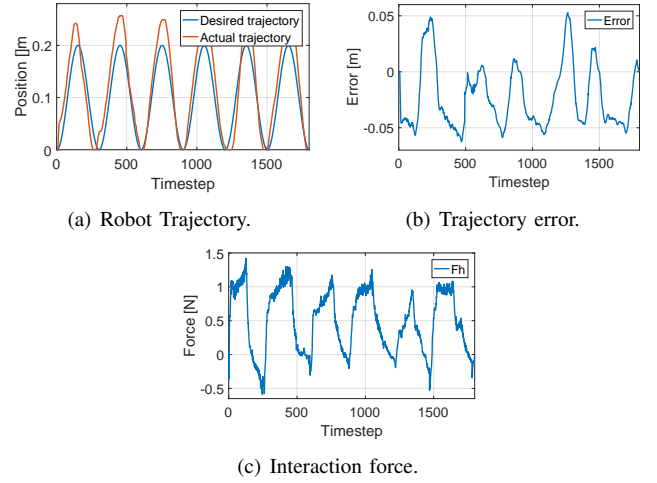 Desired trajectory
Actual trajectory
Position []m
0.2
0.1
0
0 500 1000 1500
Timestep
(a) Robot Trajectory.
Error
Error [m]
0.05
0
-0.05
0 500 1000 1500
Timestep
(b) Trajectory error.
Fh
Force [N]
1.5
1
0.5
0
-0.5
0 500 1000 1500
Timestep
(c) Interaction force.